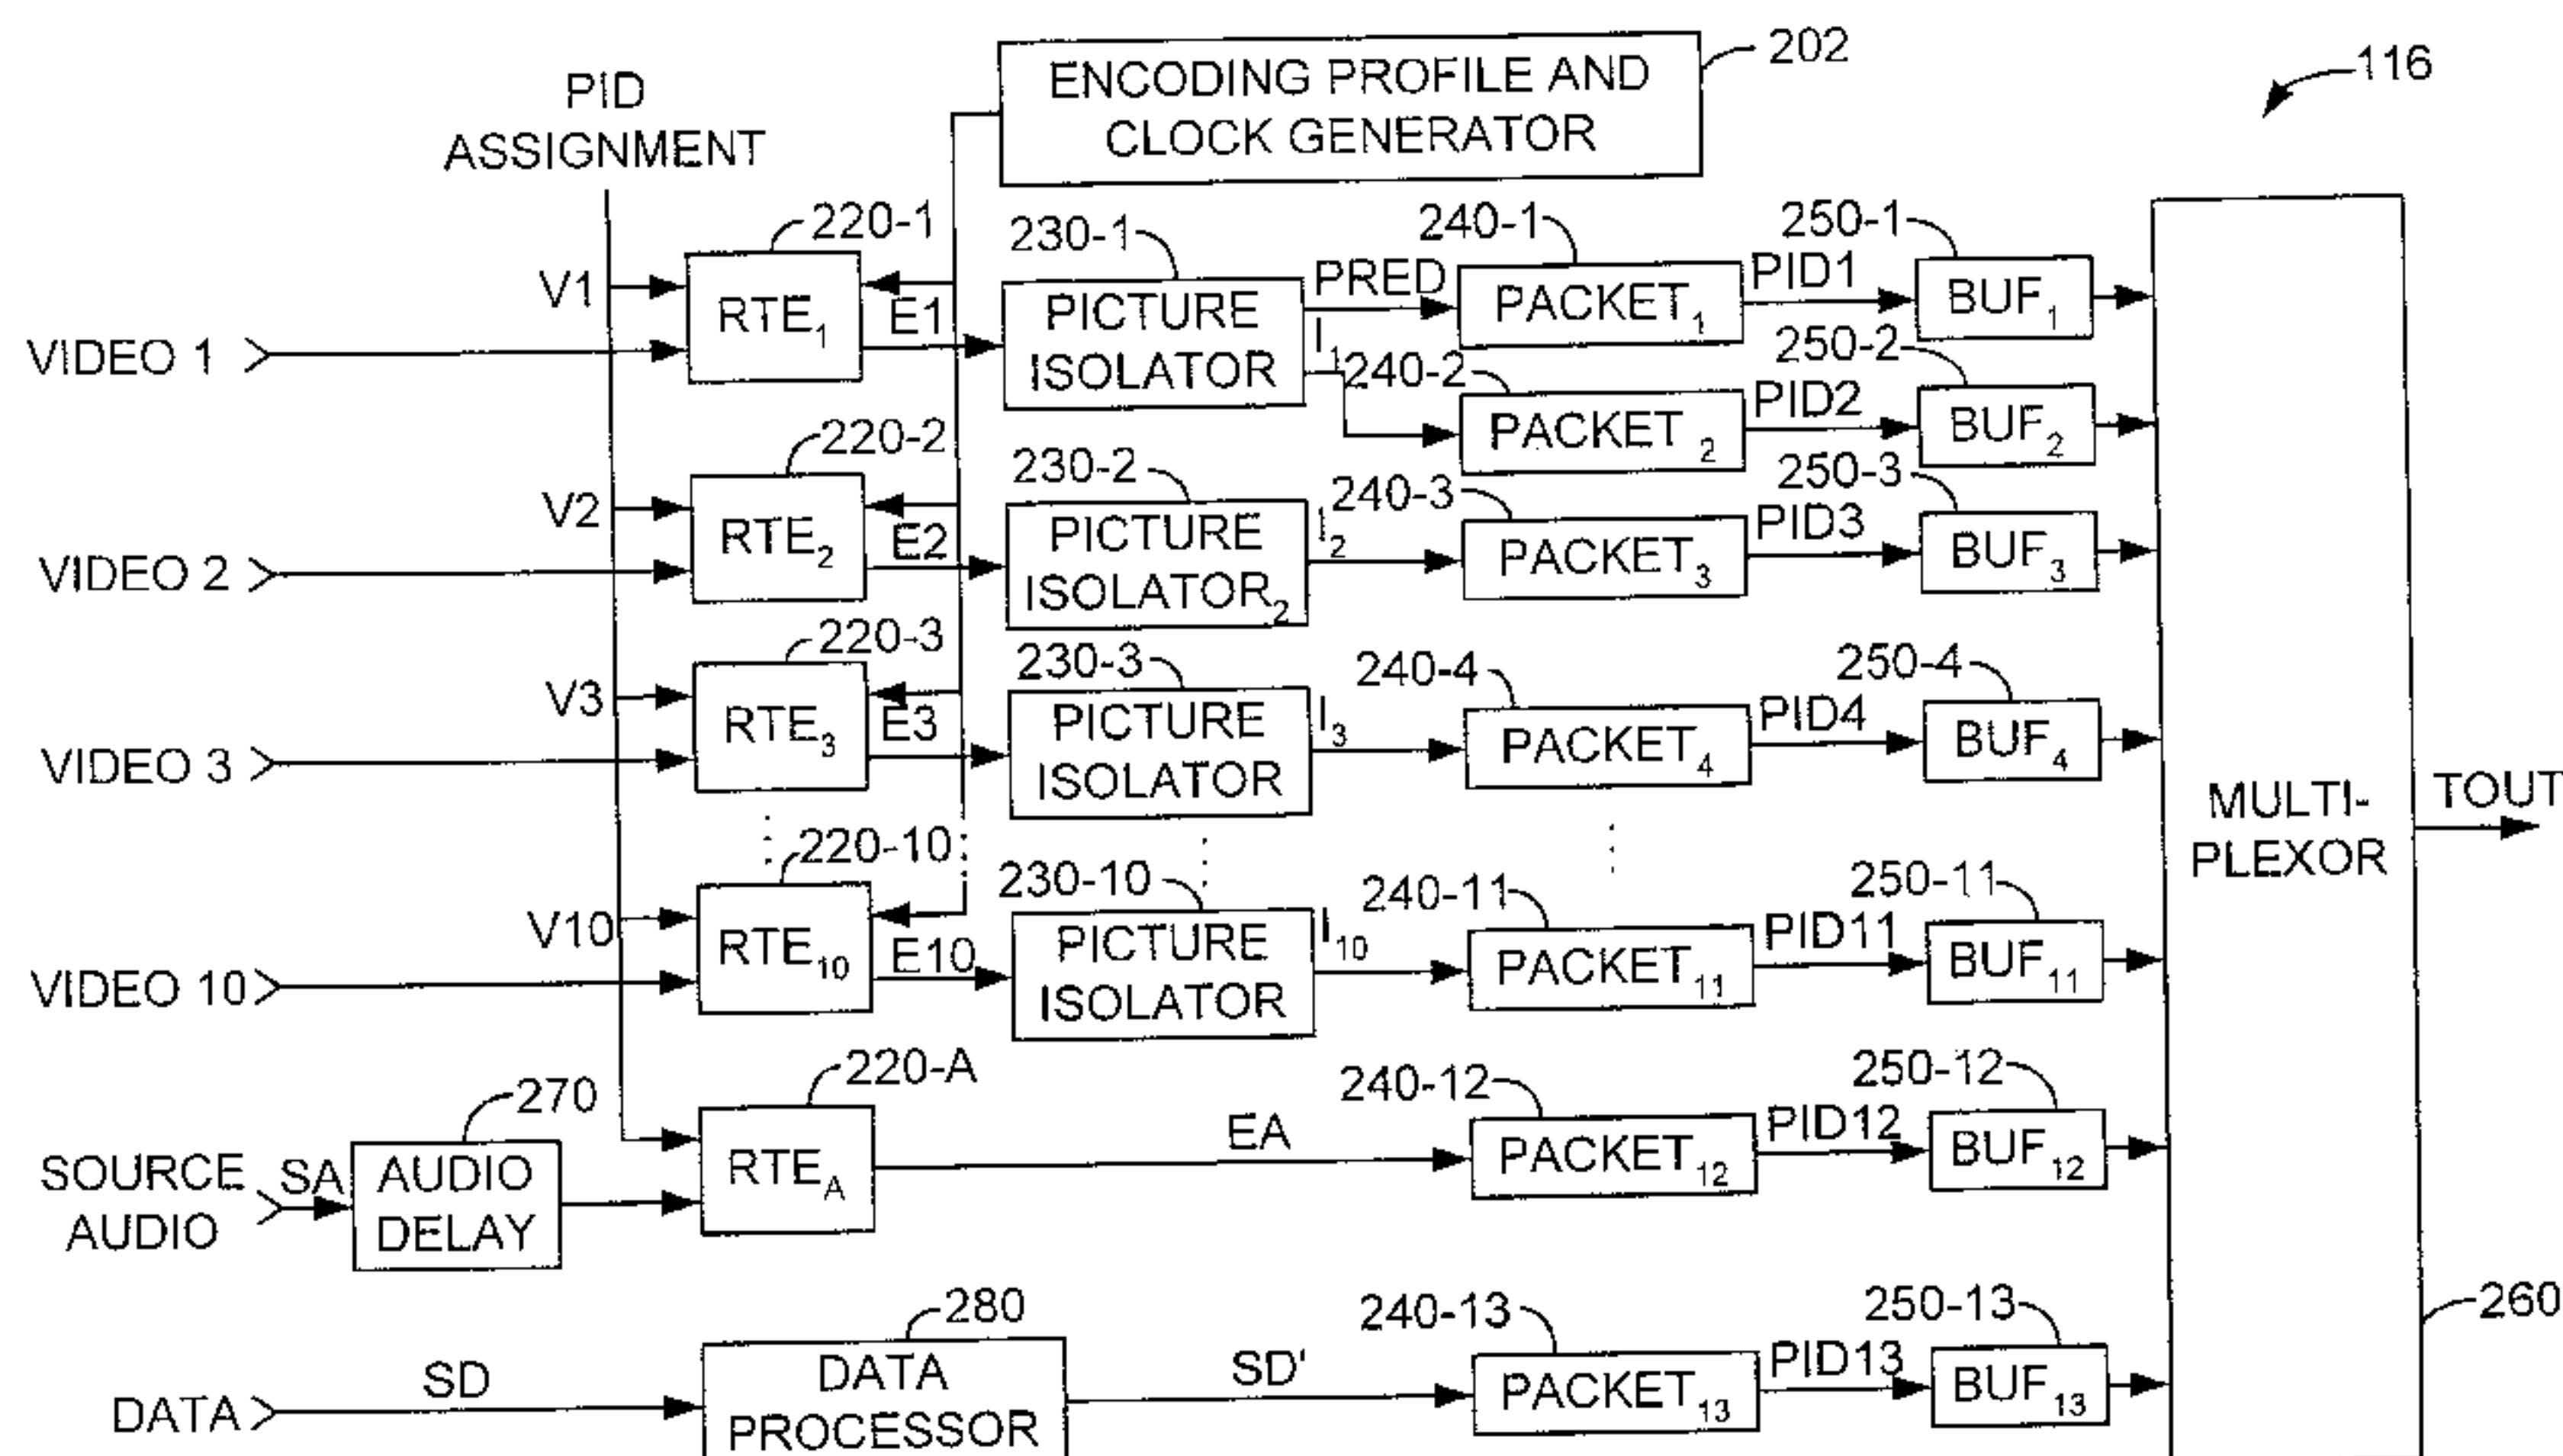 ENCODING PROFILE AND
CLOCK GENERATOR
202
116
PID
ASSIGNMENT
220-1
230-1
240-1
250-1
V1
RTE1
E1
PICTURE
ISOLATOR
PRED
PACKET1
PID1
BUF1
VIDEO 1
I1
240-2
250-2
PACKET 2
PID2
BUF2
220-2
230-2
240-3
250-3
V2
RTE2
E2
PICTURE
ISOLATOR2
I2
PACKET3
PID3
BUF3
VIDEO 2
220-3
230-3
240-4
250-4
V3
RTE3
E3
PICTURE
ISOLATOR
I3
PACKET4
PID4
BUF4
VIDEO 3
MULTI-
PLEXOR
TOUT
220-10
230-10
240-11
250-11
V10
RTE10
E10
PICTURE
ISOLATOR
I10
PACKET11
PID11
BUF11
VIDEO 10
270
220-A
240-12
250-12
SOURCE
AUDIO
SA
AUDIO
DELAY
RTEA
EA
PACKET12
PID12
BUF12
280
240-13
250-13
260
DATA
SD
DATA
PROCESSOR
SD'
PACKET13
PID13
BUF13